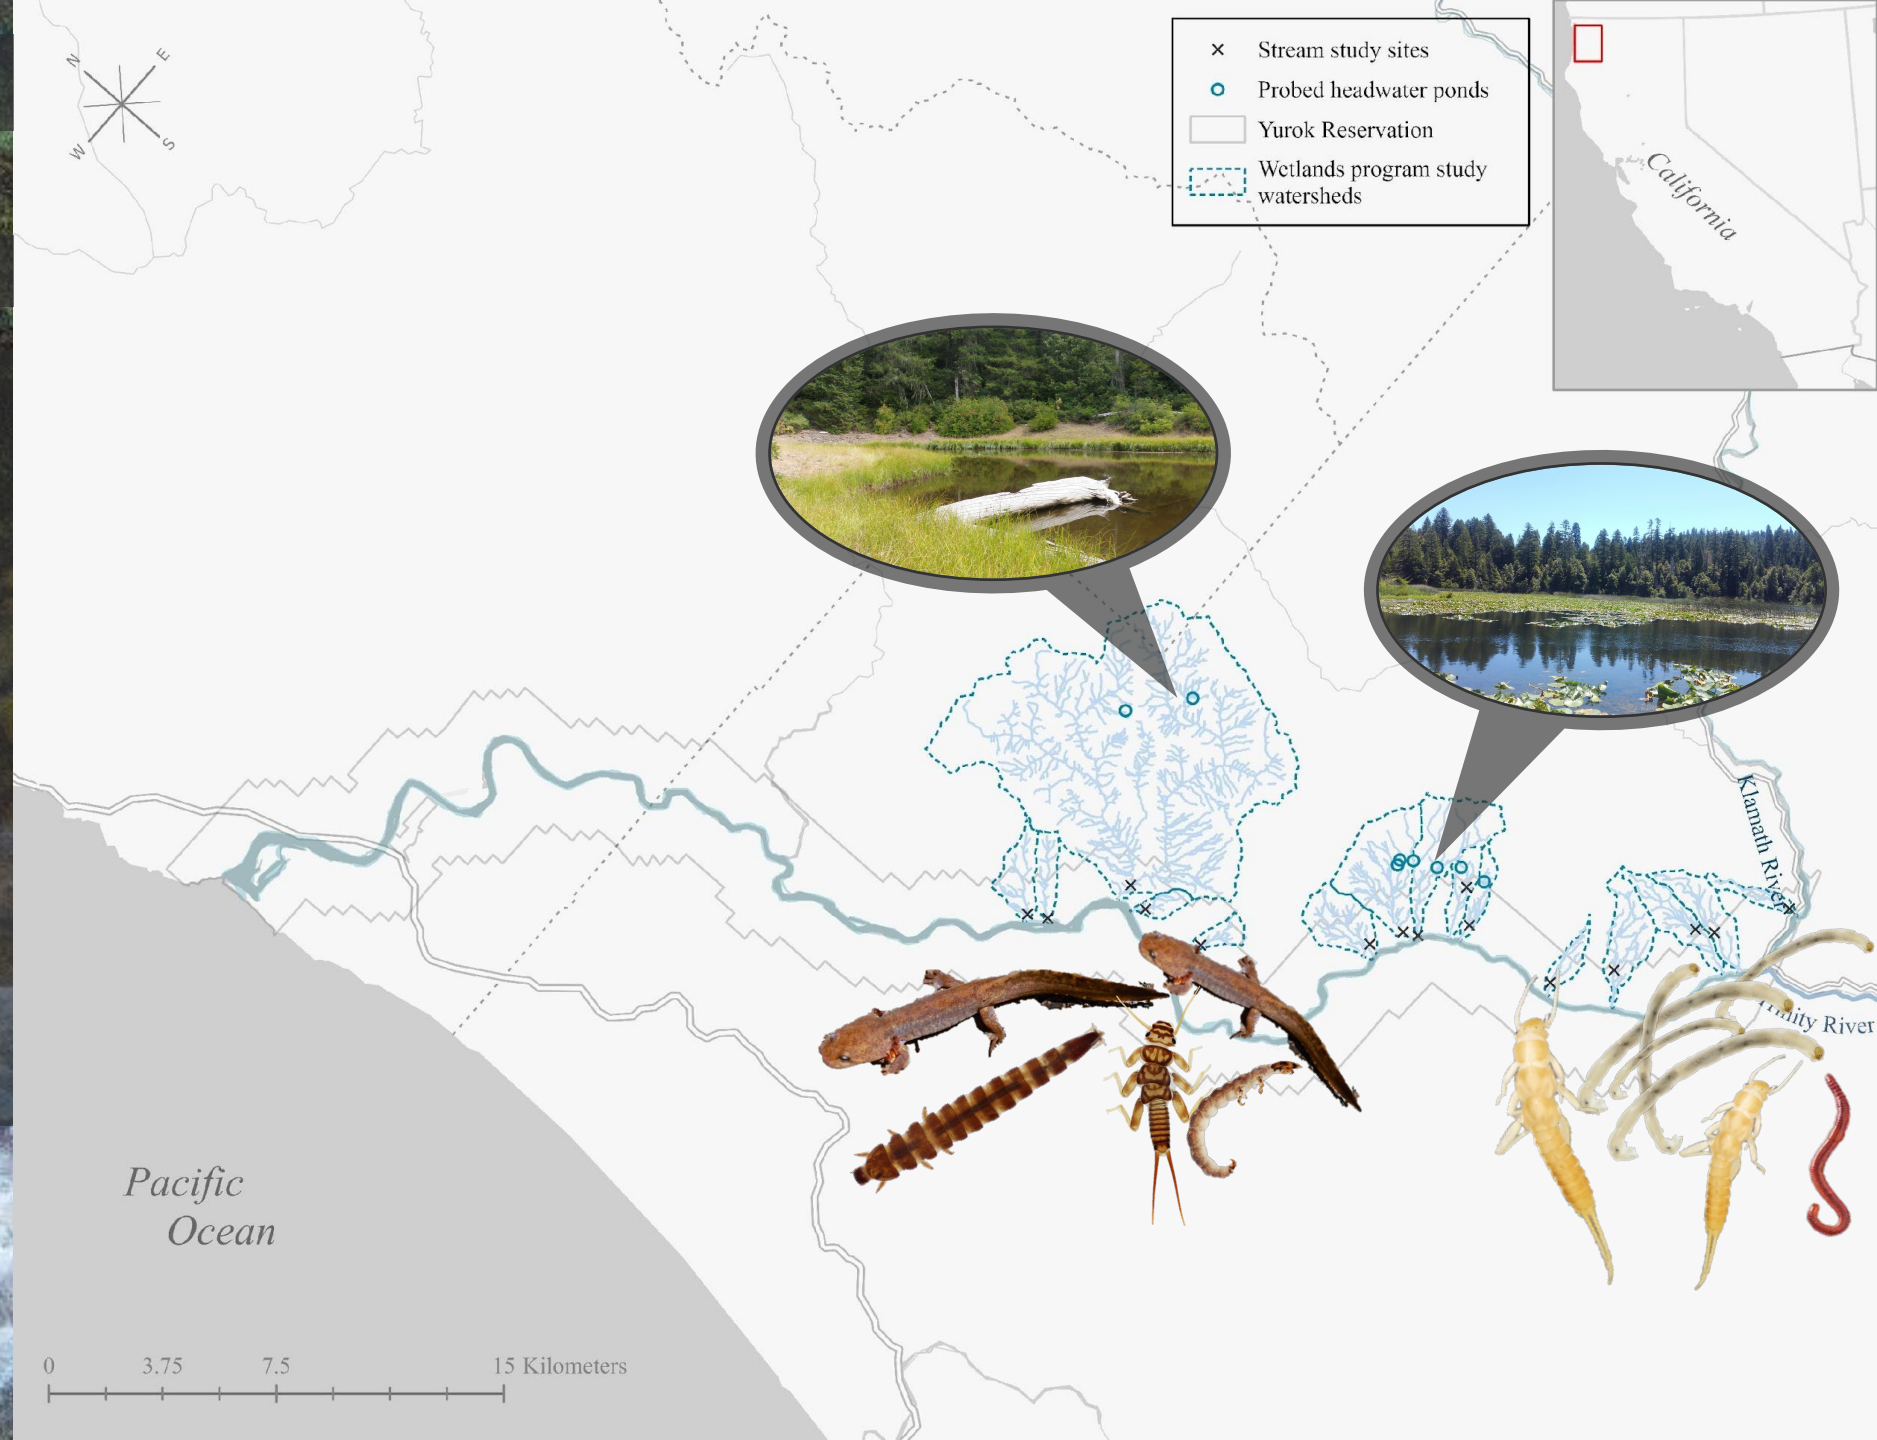 N
E
W
S
Stream study sites
Probed headwater ponds
Yurok Reservation
Wetlands program study
watersheds
California
Klamath River
River
Pacific
Ocean
0 3.75 7.5 15 Kilometers